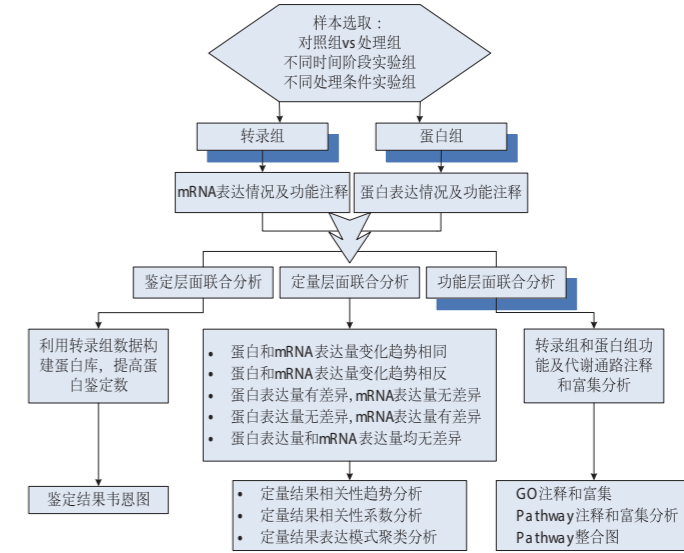 样本选取：
对照组vs处理组
不同时间阶段实验组
不同处理条件实验组
转录组
蛋白组
mRNA表达情况及功能注释
蛋白表达情况及功能注释
鉴定层面联合分析
定量层面联合分析
功能层面联合分析
利用转录组数据构
建蛋白库，提高蛋
白鉴定数
• 蛋白和mRNA表达量变化趋势相同
• 蛋白和mRNA表达量变化趋势相反
• 蛋白表达量有差异,mRNA表达量无差异
• 蛋白表达量无差异,mRNA表达量有差异
• 蛋白表达量和mRNA表达量均无差异
转录组和蛋白组功
能及代谢通路注释
和富集分析
鉴定结果韦恩图
• 定量结果相关性趋势分析
• 定量结果相关性系数分析
• 定量结果表达模式聚类分析
GO注释和富集
Pathway注释和富集分析
Pathway整合图